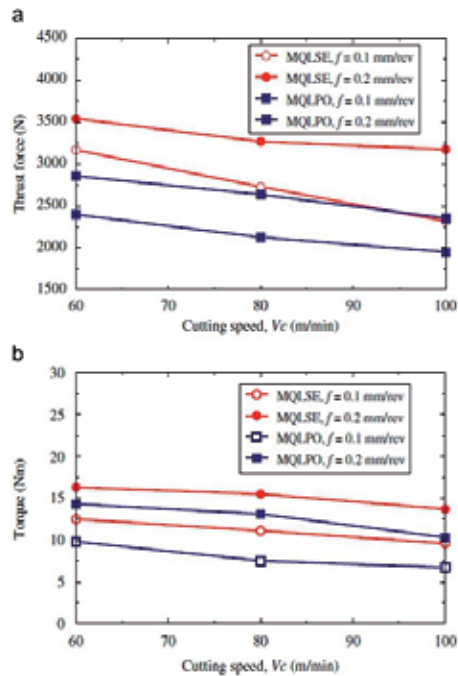 a
4500
4000
3500
3000
2500
2000
1500
Thrust force (N)
MQLSE, f = 0.1 mm/rev
MQLSE, f = 0.2 mm/rev
MQLPO, f = 0.1 mm/rev
MQLPO, f = 0.2 mm/rev
60 70 80 90 100
Cutting speed, Vc (m/min)
b
30
25
20
15
10
5
0
Torque (Nm)
MQLSE, f = 0.1 mm/rev
MQLSE, f = 0.2 mm/rev
MQLPO, f = 0.1 mm/rev
MQLPO, f = 0.2 mm/rev
60 70 80 90 100
Cutting speed, Vc (m/min)